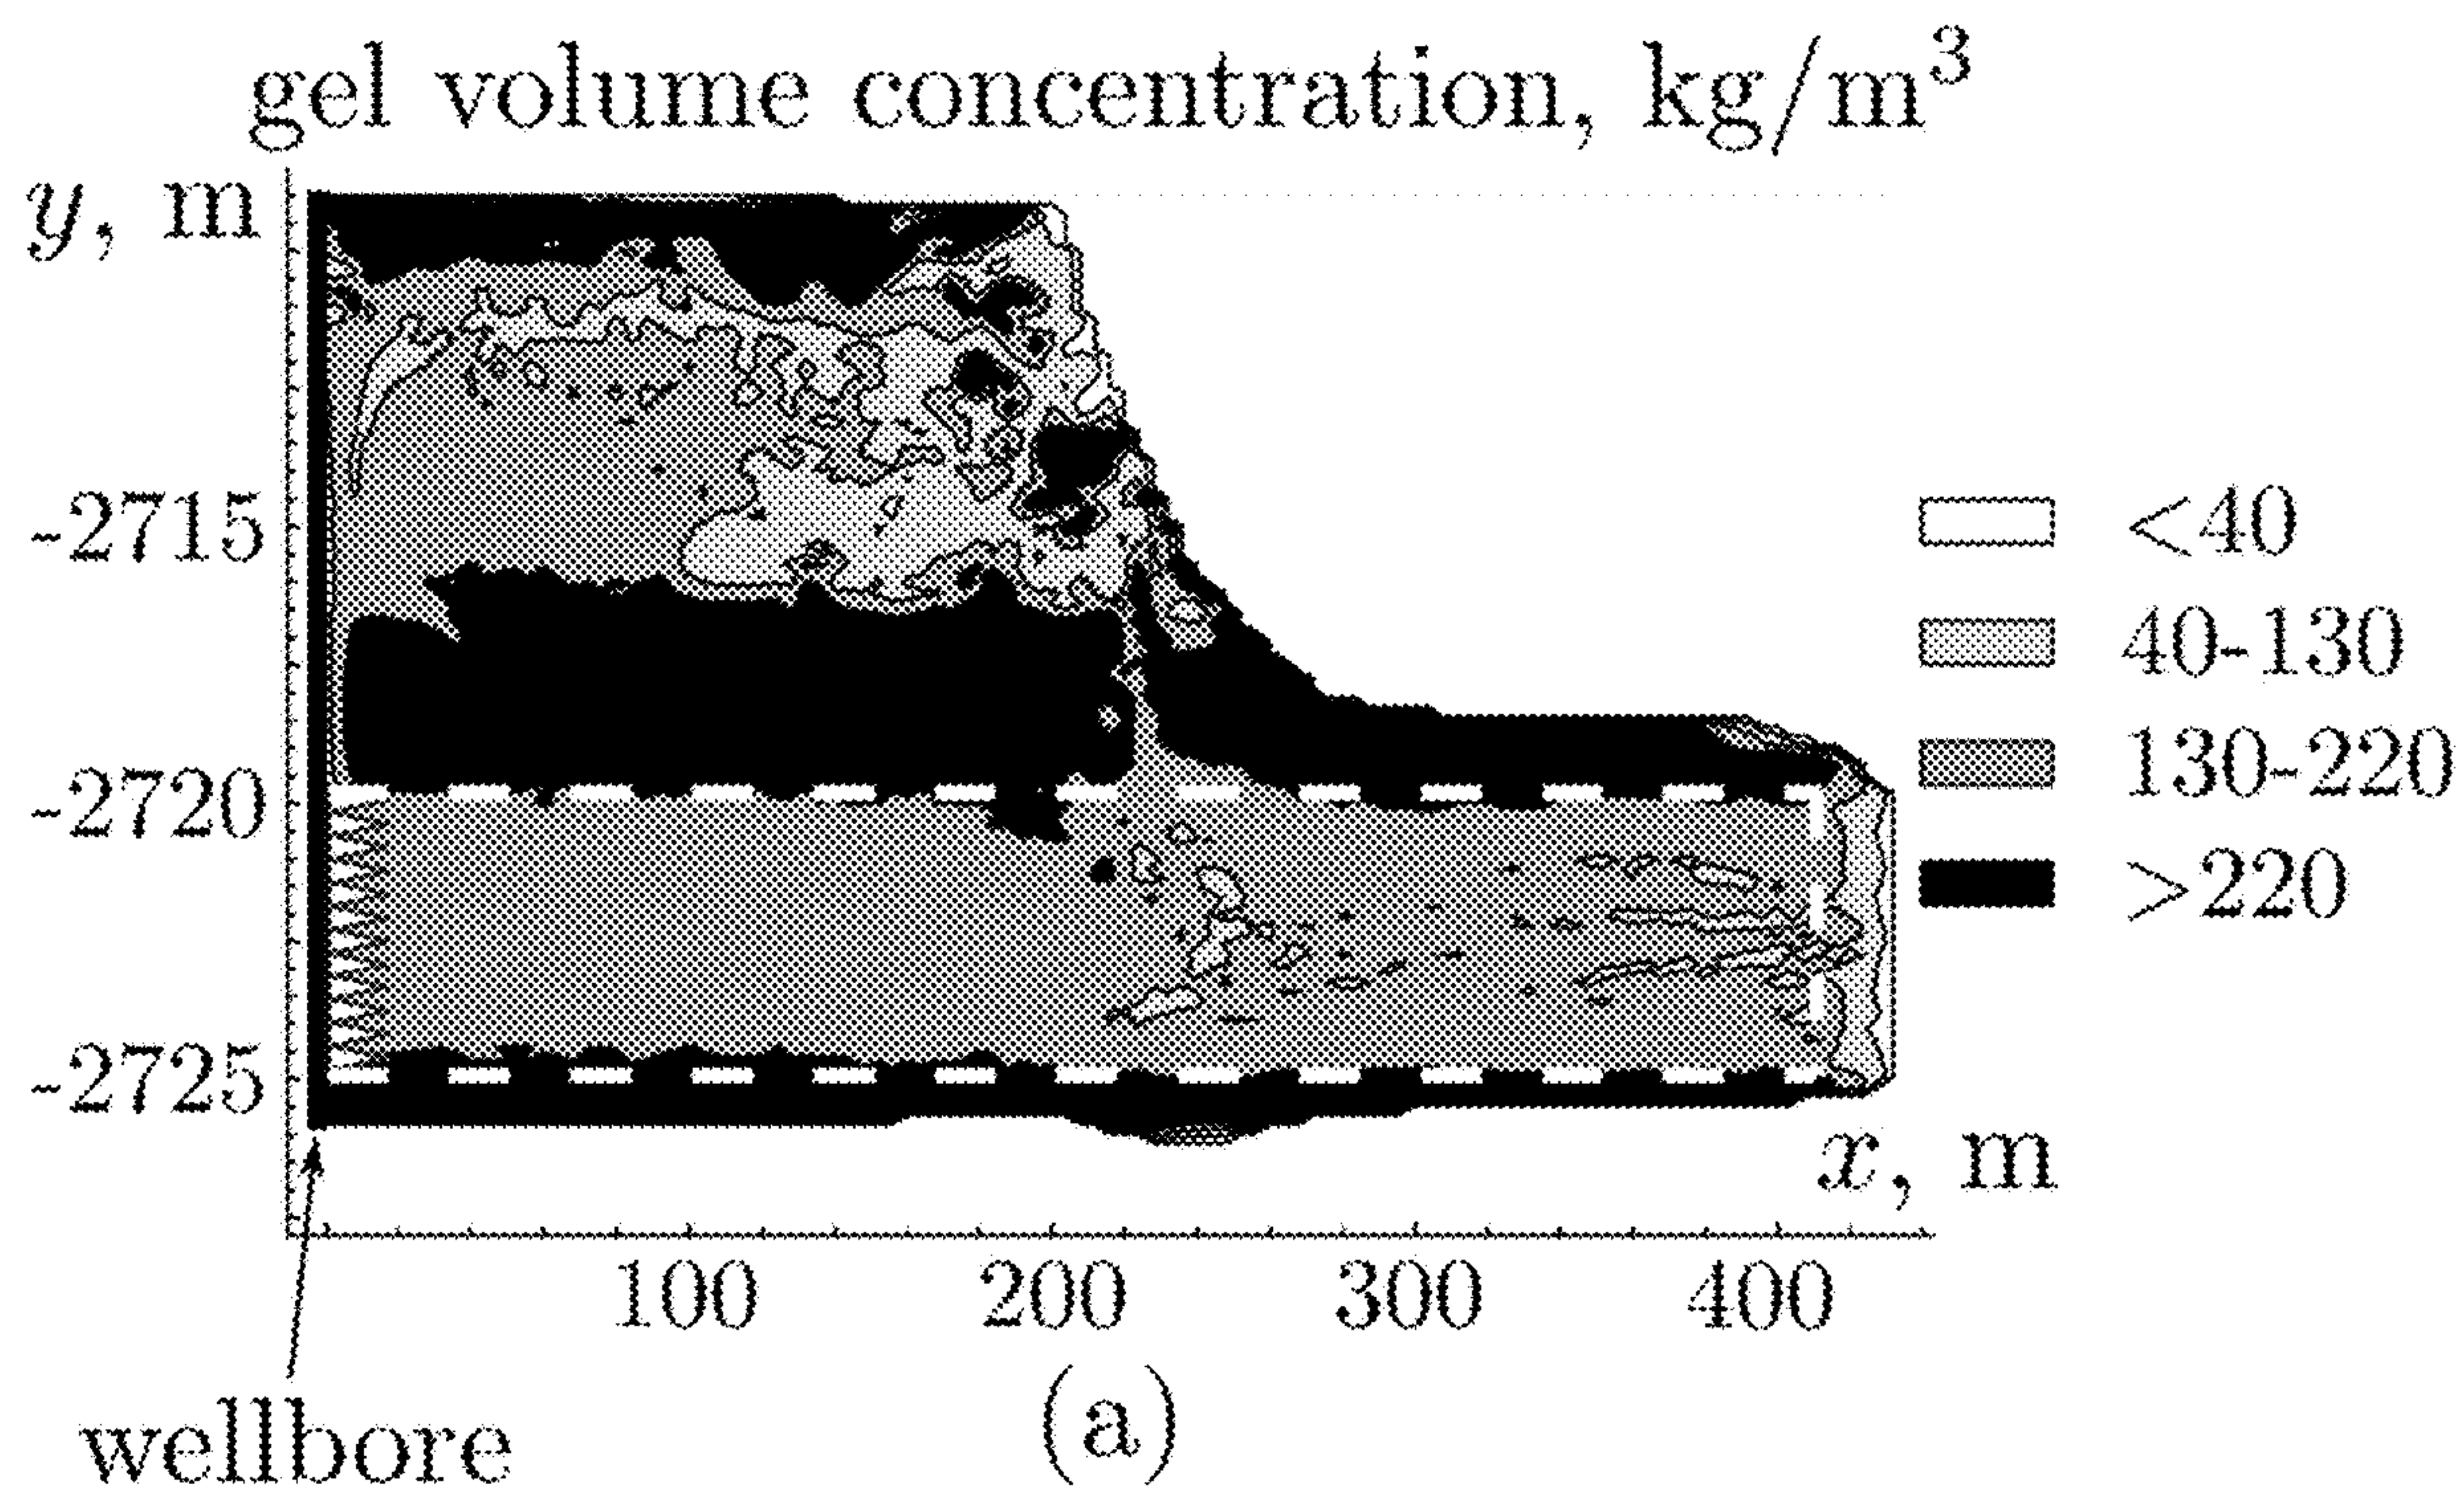 gel volume concentration, kg/m³
y, m
-2715
-2720
-2725
<40
40-130
130-220
>220
x, m
100 200 300 400
wellbore
(a)